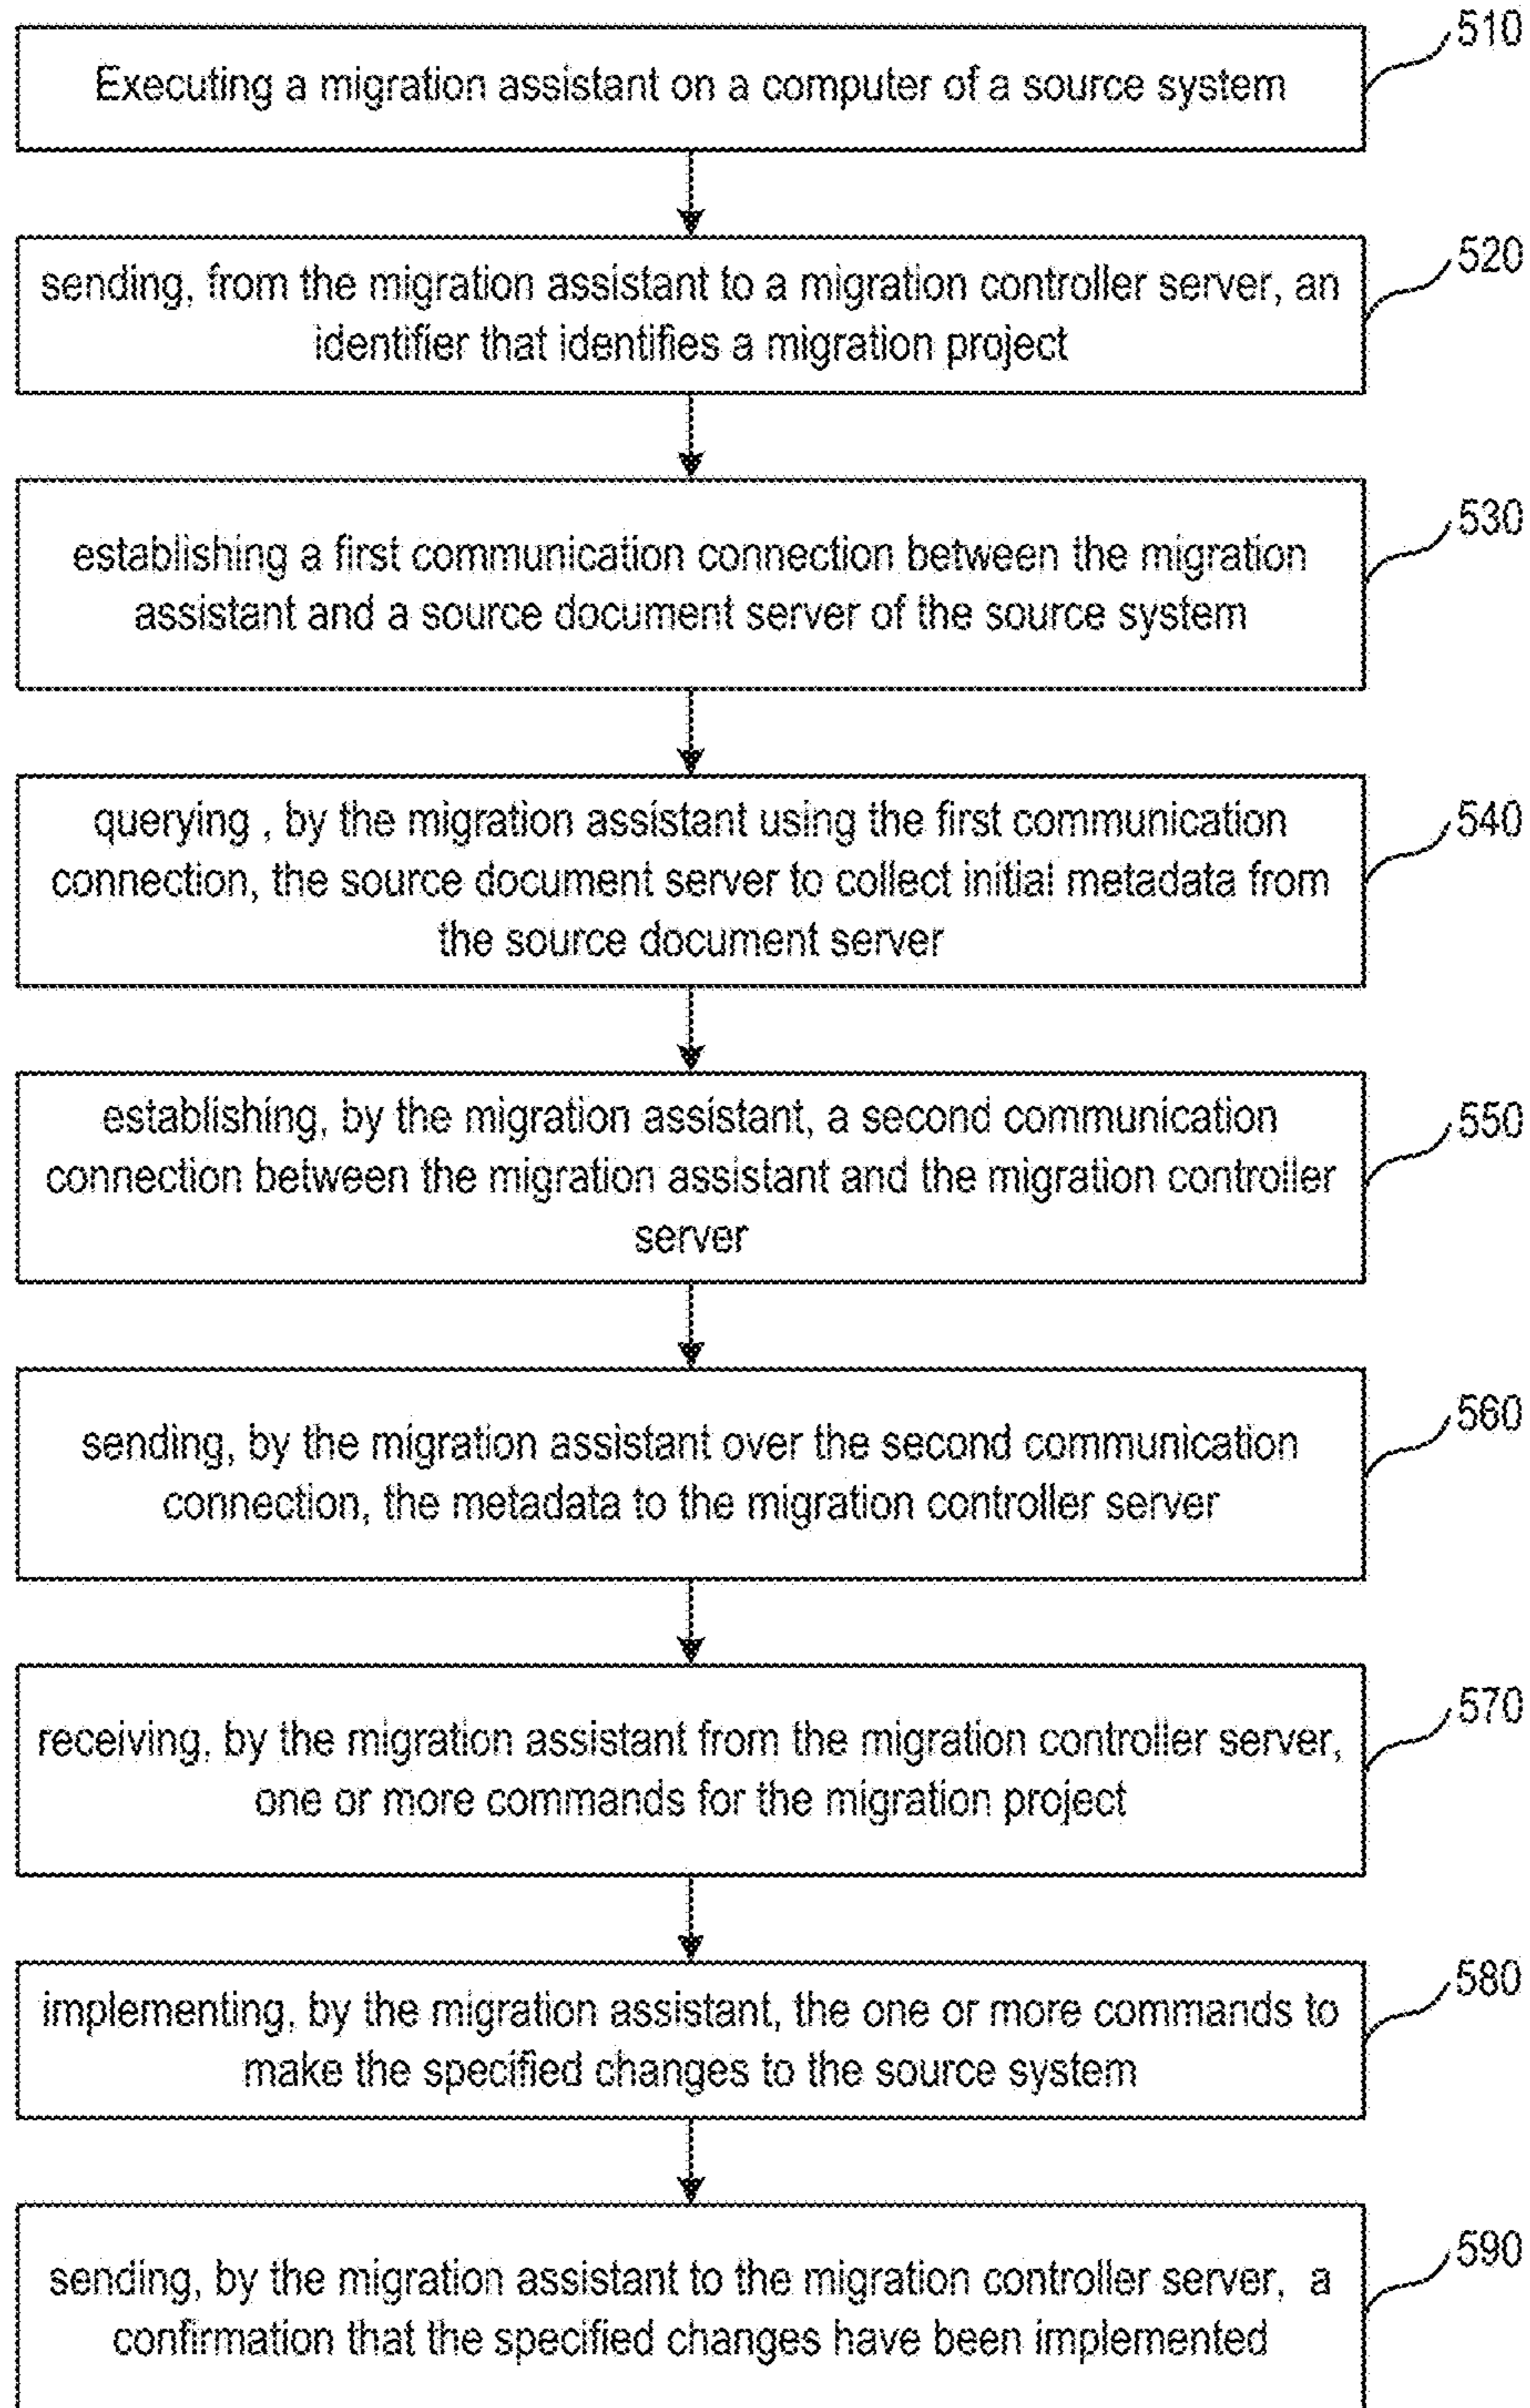 510
Executing a migration assistant on a computer of a source system
520
sending, from the migration assistant to a migration controller server, an
identifier that identifies a migration project
530
establishing a first communication connection between the migration
assistant and a source document server of the source system
540
querying , by the migration assistant using the first communication
connection, the source document server to collect initial metadata from
the source document server
550
establishing, by the migration assistant, a second communication
connection between the migration assistant and the migration controller
server
560
sending, by the migration assistant over the second communication
connection, the metadata to the migration controller server
570
receiving, by the migration assistant from the migration controller server,
one or more commands for the migration project
580
implementing, by the migration assistant, the one or more commands to
make the specified changes to the source system
590
sending, by the migration assistant to the migration controller server, a
confirmation that the specified changes have been implemented